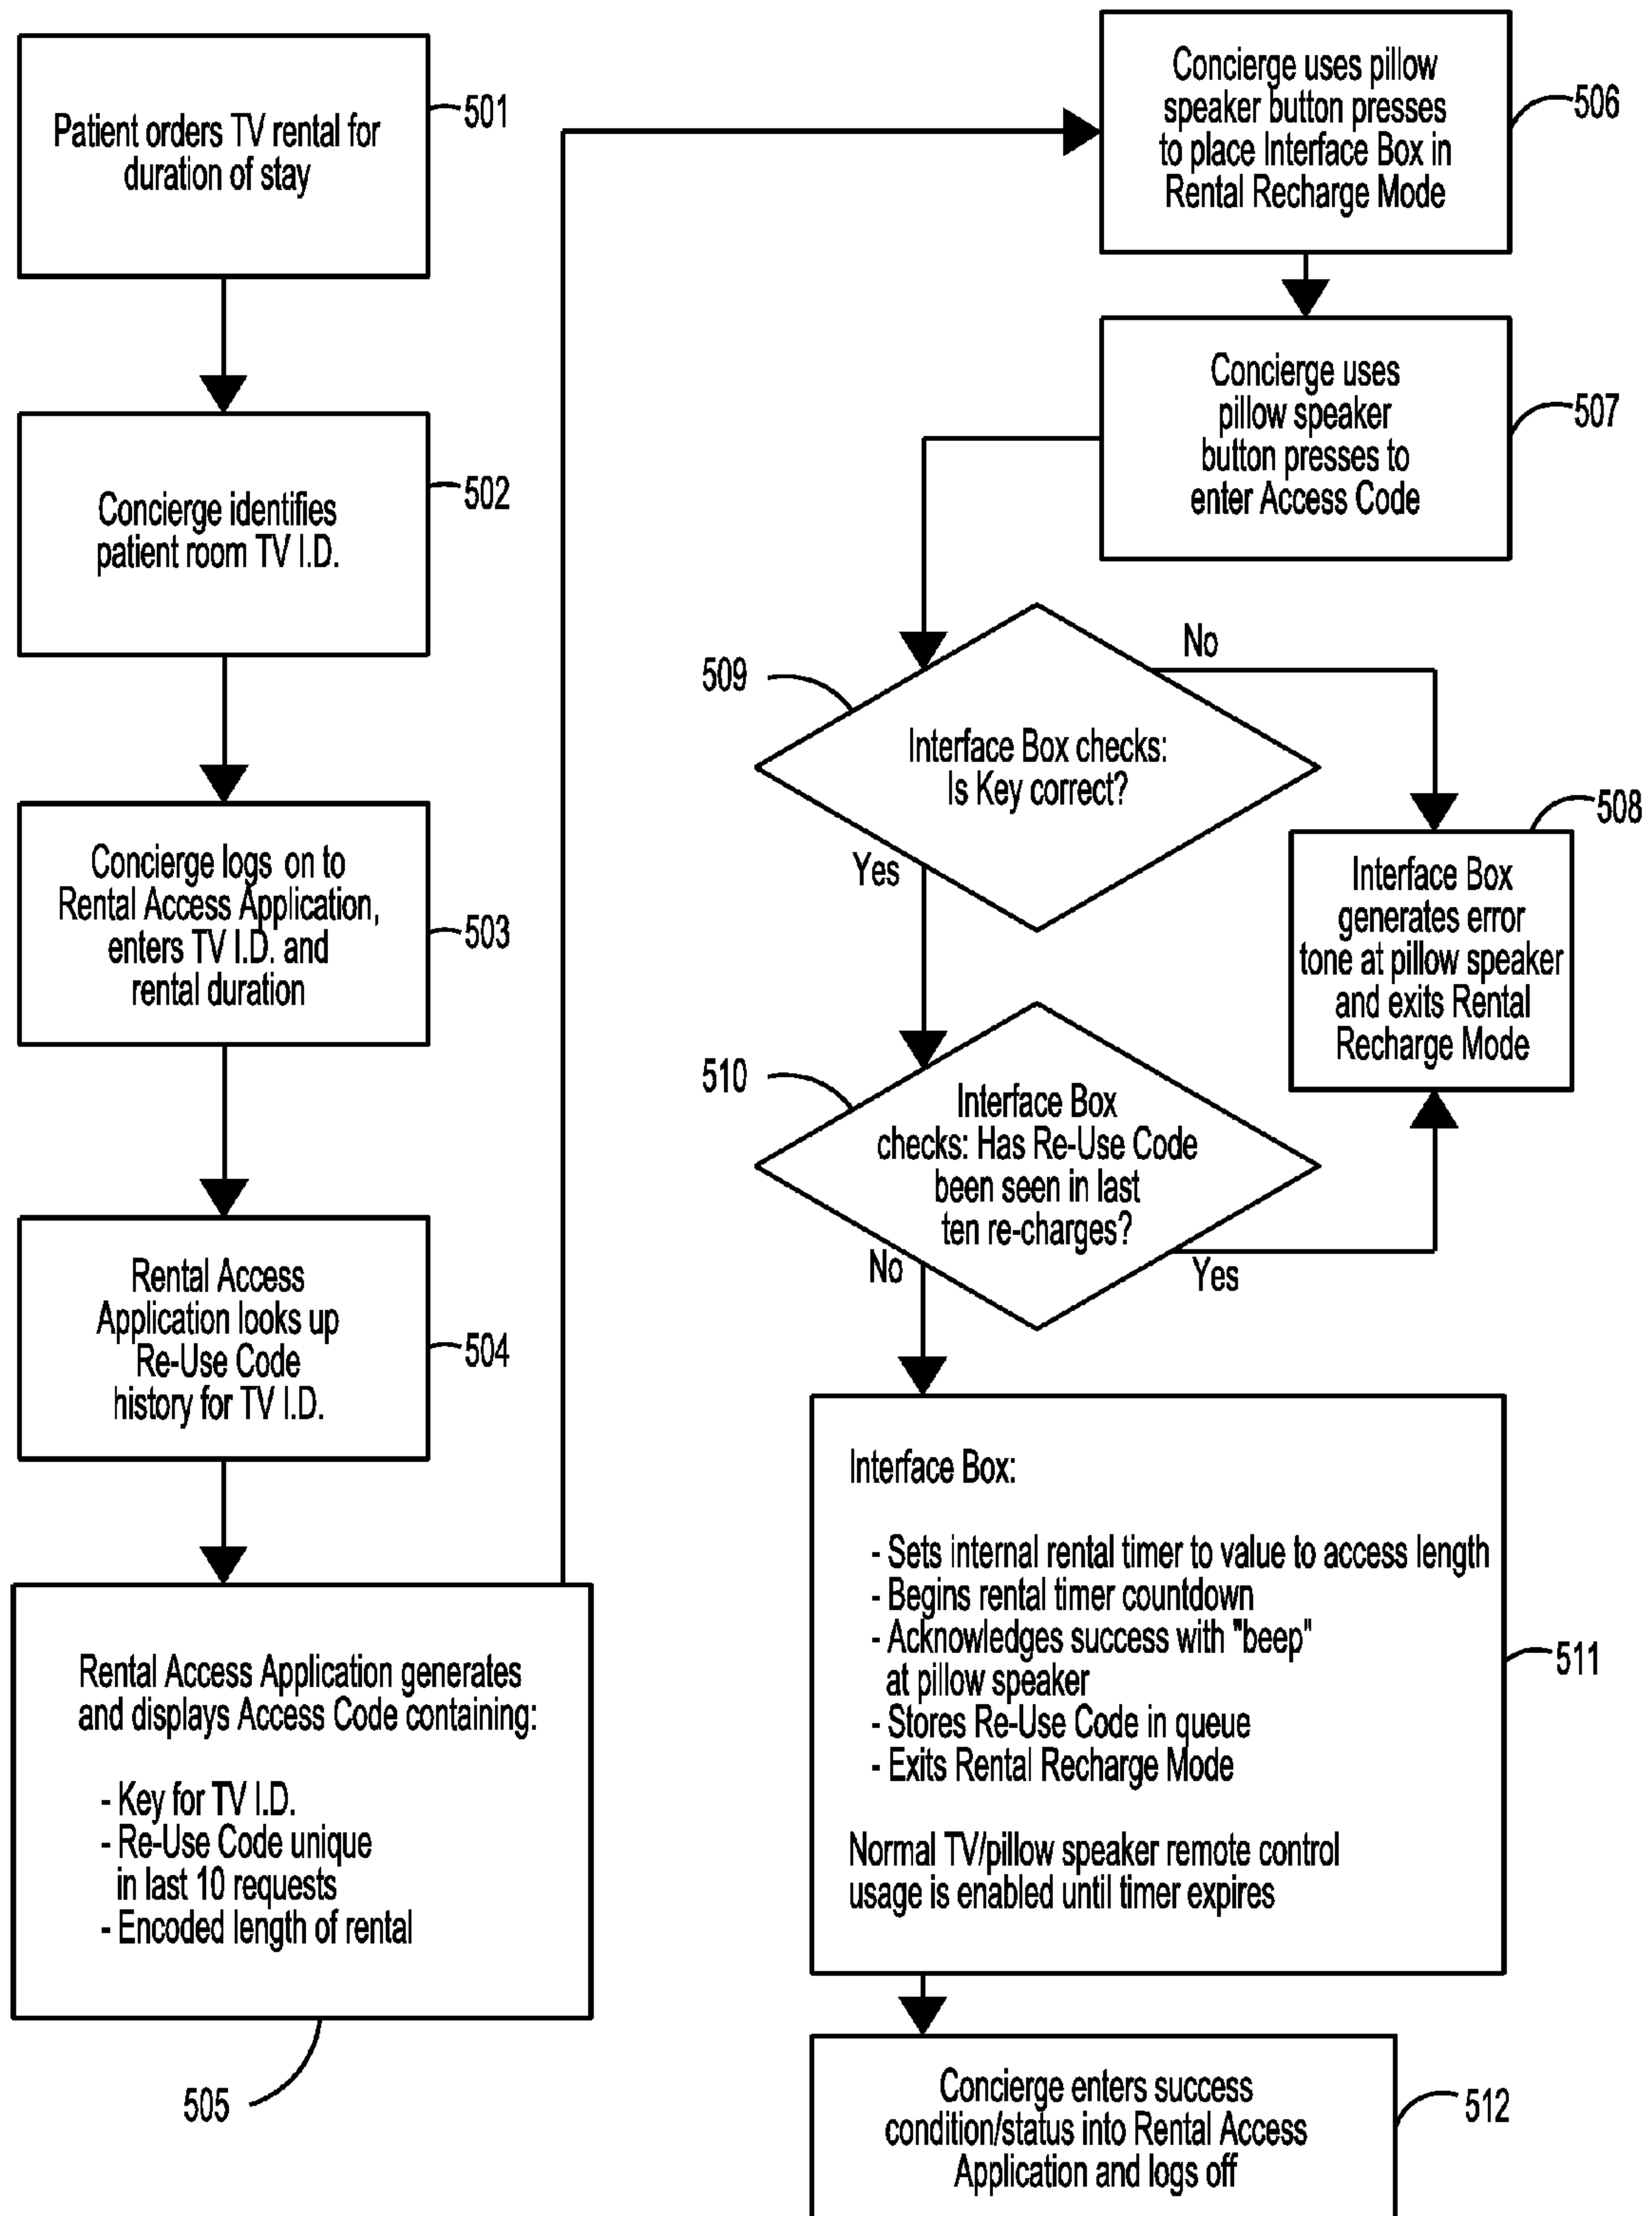 Patient orders TV rental for
duration of stay
501
Concierge identifies
patient room TV I.D.
502
Concierge logs on to
Rental Access Application,
enters TV I.D. and
rental duration
503
Rental Access
Application looks up
Re-Use Code
history for TV I.D.
504
Rental Access Application generates
and displays Access Code containing:
- Key for TV I.D.
- Re-Use Code unique
in last 10 requests
- Encoded length of rental
505
Concierge uses pillow
speaker button presses
to place Interface Box in
Rental Recharge Mode
506
Concierge uses
pillow speaker
button presses to
enter Access Code
507
509
Interface Box checks:
Is Key correct?
No
Yes
Interface Box
generates error
tone at pillow speaker
and exits Rental
Recharge Mode
508
510
Interface Box
checks: Has Re-Use Code
been seen in last
ten re-charges?
No
Yes
Interface Box:
- Sets internal rental timer to value to access length
- Begins rental timer countdown
- Acknowledges success with "beep"
at pillow speaker
- Stores Re-Use Code in queue
- Exits Rental Recharge Mode
Normal TV/pillow speaker remote control
usage is enabled until timer expires
511
Concierge enters success
condition/status into Rental Access
Application and logs off
512